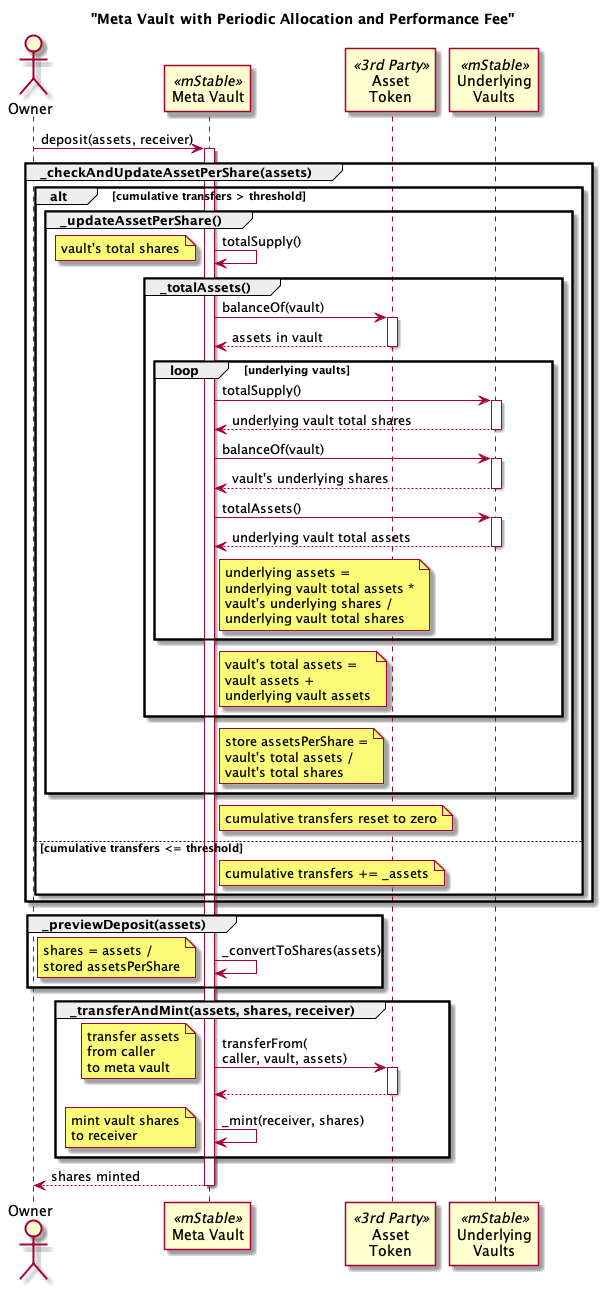 "Meta Vault with Periodic Allocation and Performance Fee"
Owner
«mStable»
Meta Vault
«3rd Party»
Asset
Token
«mStable»
Underlying
Vaults
deposit(assets, receiver)
_checkAndUpdateAssetPerShare(assets)
alt
[cumulative transfers > threshold]
_updateAssetPerShare()
vault's total shares
totalSupply()
_totalAssets()
balanceOf(vault)
assets in vault
loop
[underlying vaults]
totalSupply()
underlying vault total shares
balanceOf(vault)
vault's underlying shares
totalAssets()
underlying vault total assets
underlying assets =
underlying vault total assets *
vault's underlying shares /
underlying vault total shares
vault's total assets =
vault assets +
underlying vault assets
store assetsPerShare =
vault's total assets /
vault's total shares
cumulative transfers reset to zero
[cumulative transfers <= threshold]
cumulative transfers += _assets
_previewDeposit(assets)
shares = assets /
stored assetsPerShare
_convertToShares(assets)
_transferAndMint(assets, shares, receiver)
transfer assets
from caller
to meta vault
transferFrom(
caller, vault, assets)
mint vault shares
to receiver
_mint(receiver, shares)
shares minted
Owner
«mStable»
Meta Vault
«3rd Party»
Asset
Token
«mStable»
Underlying
Vaults